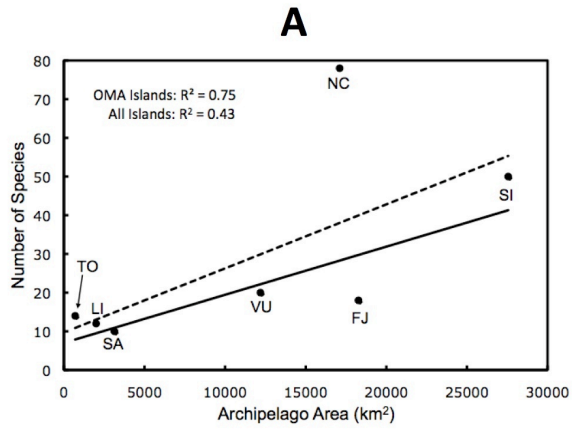 A
80
70
60
50
40
30
20
10
0
Number of Species
OMA Islands: R² = 0.75
All Islands: R² = 0.43
NC
SI
TO
LI
SA
VU
FJ
0 5000 10000 15000 20000 25000 30000
Archipelago Area (km²)